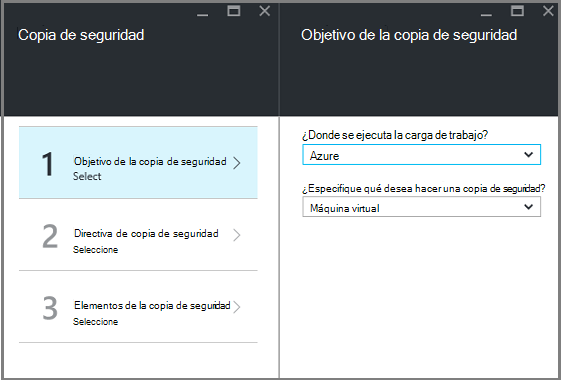 Copia de seguridad
1
Objetivo de la copia de seguridad
Select
2
Directiva de copia de seguridad
Seleccione
3
Elementos de la copia de seguridad
Seleccione
Objetivo de la copia de seguridad
¿Donde se ejecuta la carga de trabajo?
Azure
¿Especifique qué desea hacer una copia de seguridad?
Máquina virtual